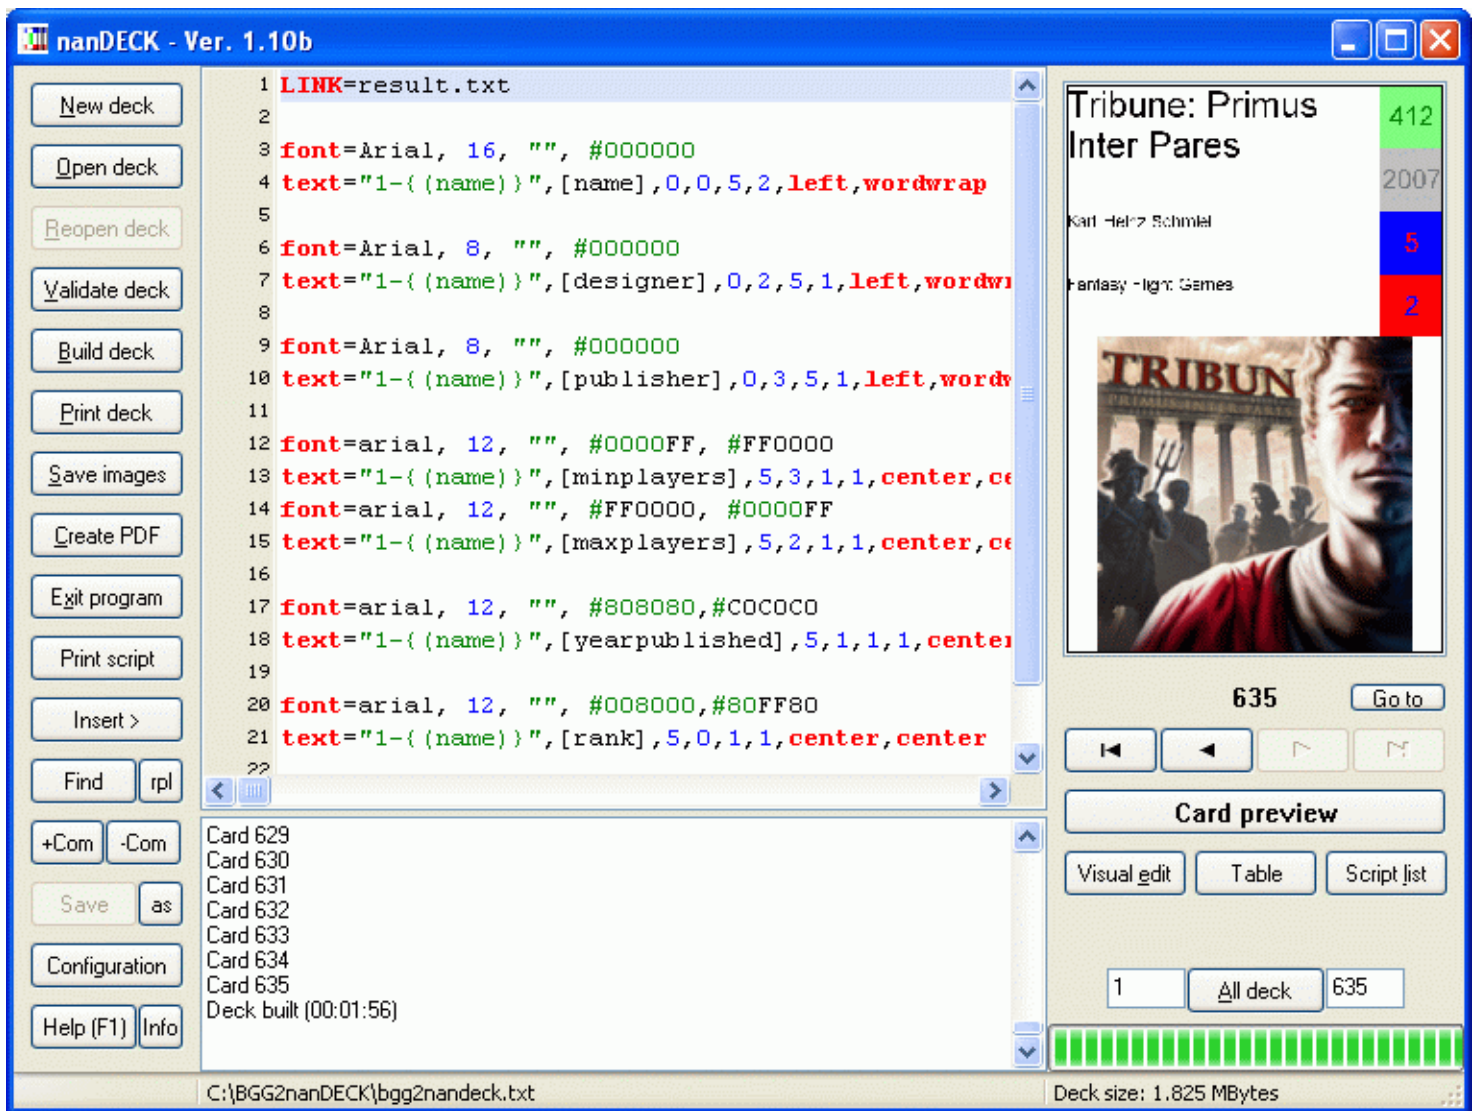 nanDECK - Ver. 1.10b
New deck
Open deck
Reopen deck
Validate deck
Build deck
Print deck
Save images
Create PDF
Exit program
Print script
Insert >
Find rpl
+Com -Com
Save as
Configuration
Help (F1) Info
1 LINK=result.txt
2
3 font=Arial, 16, "", #000000
4 text="1-{(name)}",[name],0,0,5,2,left,wordwrap
5
6 font=Arial, 8, "", #000000
7 text="1-{(name)}",[designer],0,2,5,1,left,wordwr
8
9 font=Arial, 8, "", #000000
10 text="1-{(name)}",[publisher],0,3,5,1,left,wordw
11
12 font=arial, 12, "", #0000FF, #FF0000
13 text="1-{(name)}",[minplayers],5,3,1,1,center,ce
14 font=arial, 12, "", #FF0000, #0000FF
15 text="1-{(name)}",[maxplayers],5,2,1,1,center,ce
16
17 font=arial, 12, "", #808080,#C0C0C0
18 text="1-{(name)}",[yearpublished],5,1,1,1,center
19
20 font=arial, 12, "", #008000,#80FF80
21 text="1-{(name)}",[rank],5,0,1,1,center,center
22
Card 629
Card 630
Card 631
Card 632
Card 633
Card 634
Card 635
Deck built (00:01:56)
Tribune: Primus
Inter Pares
412
2007
Karl Heinz Schmiel
5
Fantasy Flight Games
2
TRIBUN
PRIMUS INTER PARES
635 Go to
Card preview
Visual edit Table Script list
1 All deck 635
C:\BGG2nanDECK\bgg2nandeck.txt
Deck size: 1.825 MBytes